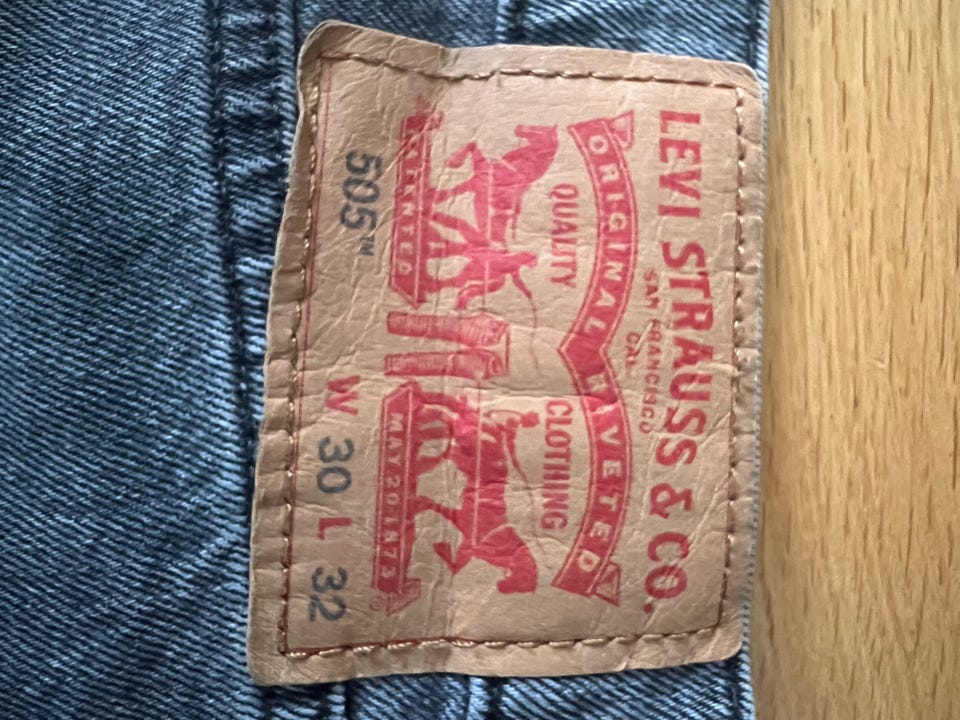 LEVI STRAUSS & CO.
SAN FRANCISCO
CAL
ORIGINAL RIVETED
QUALITY CLOTHING
PATENTED MAY 20 1873
505™ W 30 L 32